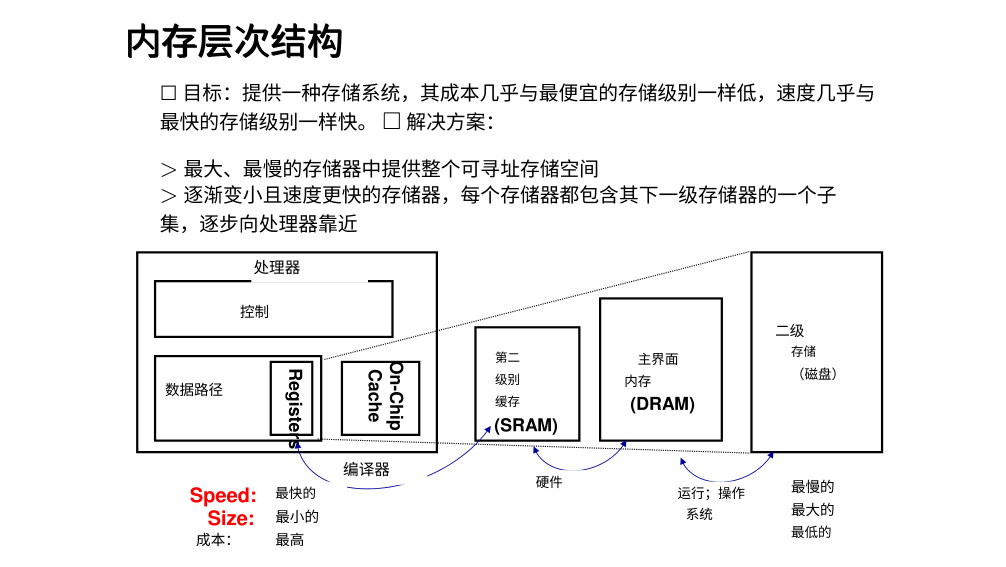 内存层次结构
☐ 目标：提供一种存储系统，其成本几乎与最便宜的存储级别一样低，速度几乎与
最快的存储级别一样快。 ☐ 解决方案：
＞ 最大、最慢的存储器中提供整个可寻址存储空间
＞ 逐渐变小且速度更快的存储器，每个存储器都包含其下一级存储器的一个子
集，逐步向处理器靠近
处理器
控制
数据路径
Registers
On-Chip
Cache
第二
级别
缓存
(SRAM)
主界面
内存
(DRAM)
二级
存储
（磁盘）
编译器
硬件
运行；操作
系统
Speed: 最快的
Size: 最小的
成本： 最高
最慢的
最大的
最低的